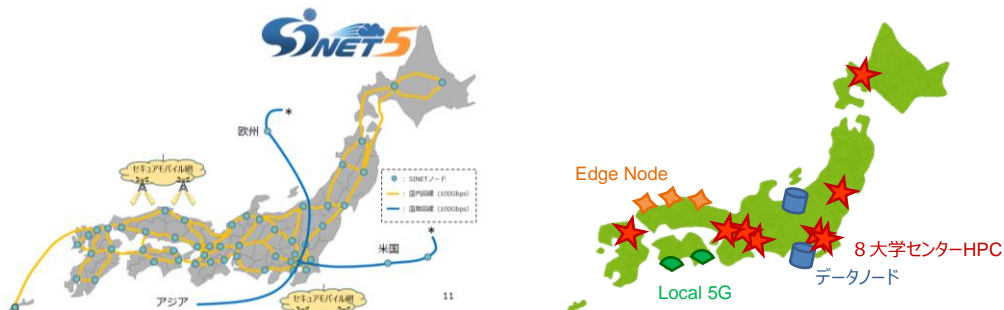 SINET5
*
欧州
セキュアモバイル網
: SINETノード
: 国内回線 (100Gbps)
: 国際回線 (100Gbps)
*
米国
アジア
セキュアモバイル網
11
Edge Node
8大学センターHPC
データノード
Local 5G